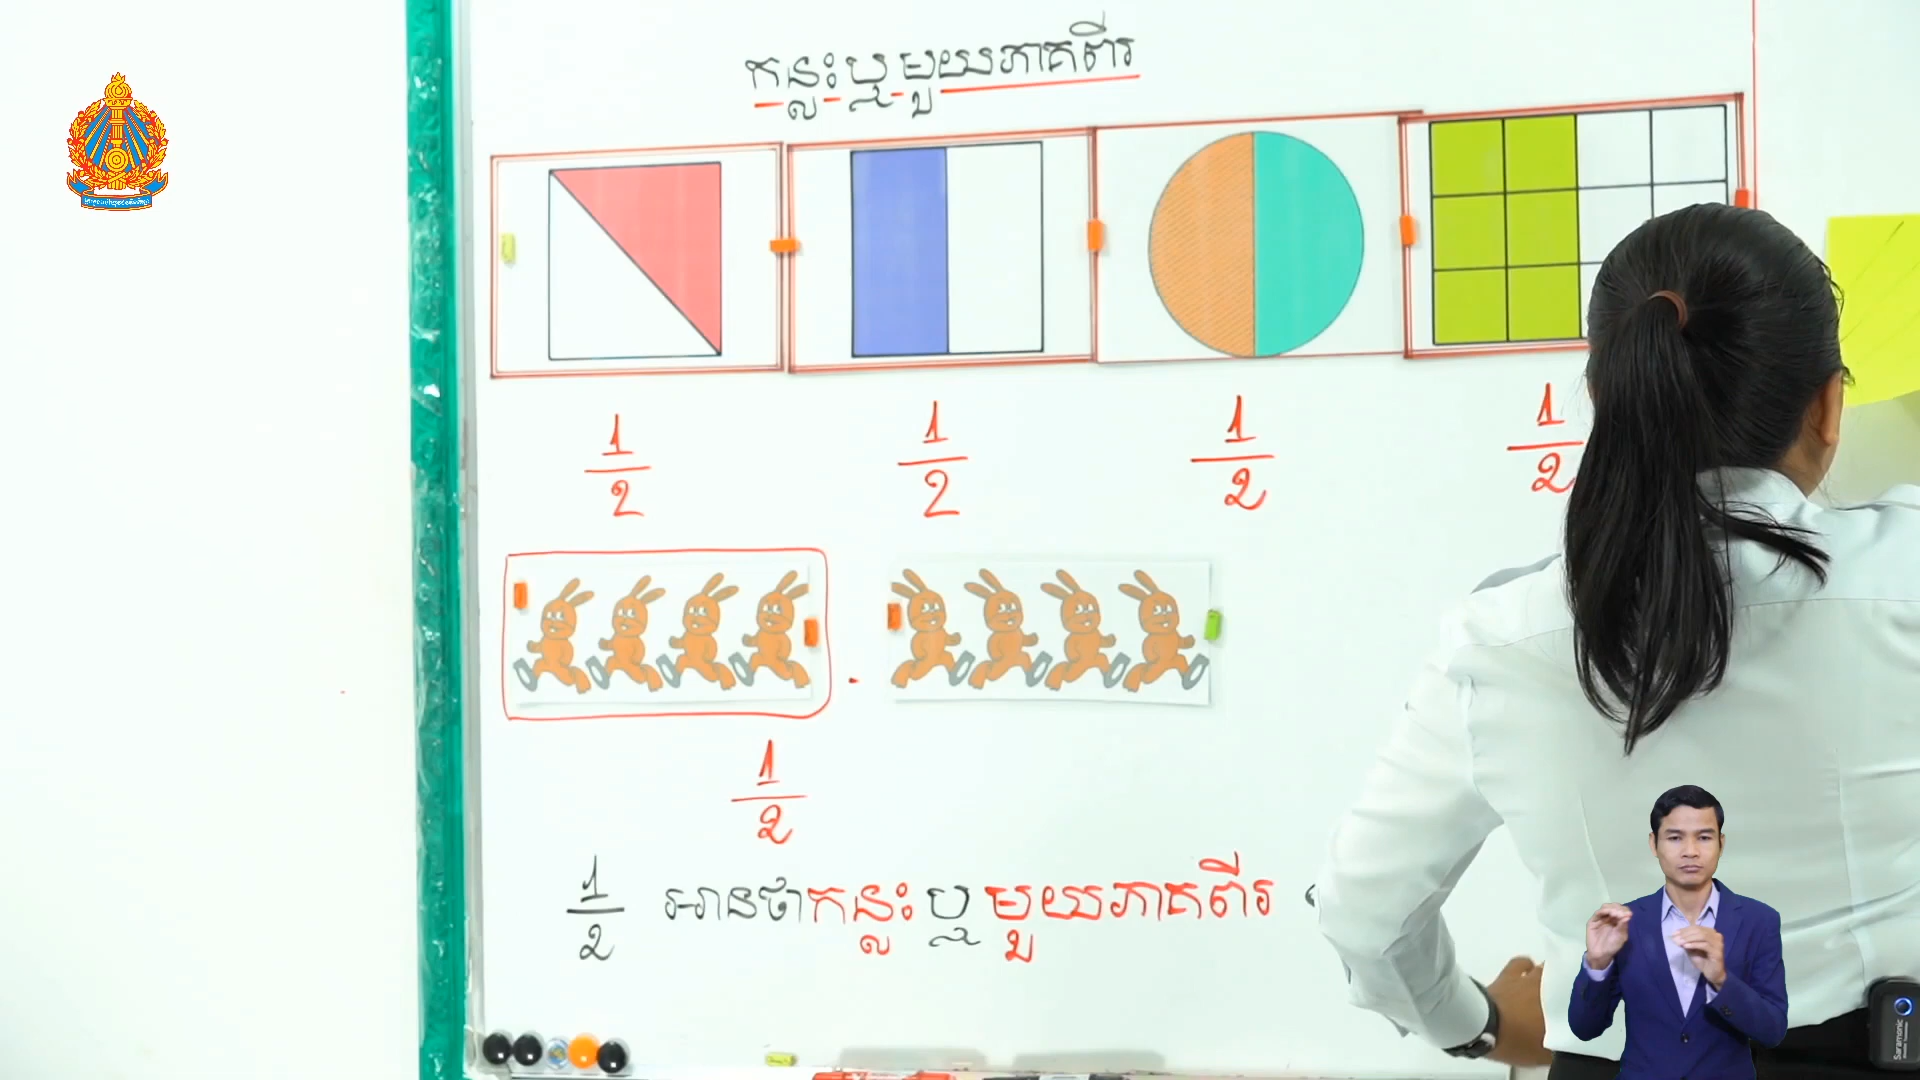 កន្លះឬមួយភាគពីរ
1/2 1/2 1/2 1/2
1/2
1/2 អានថាកន្លះ ឬ មួយភាគពីរ
Saramonic